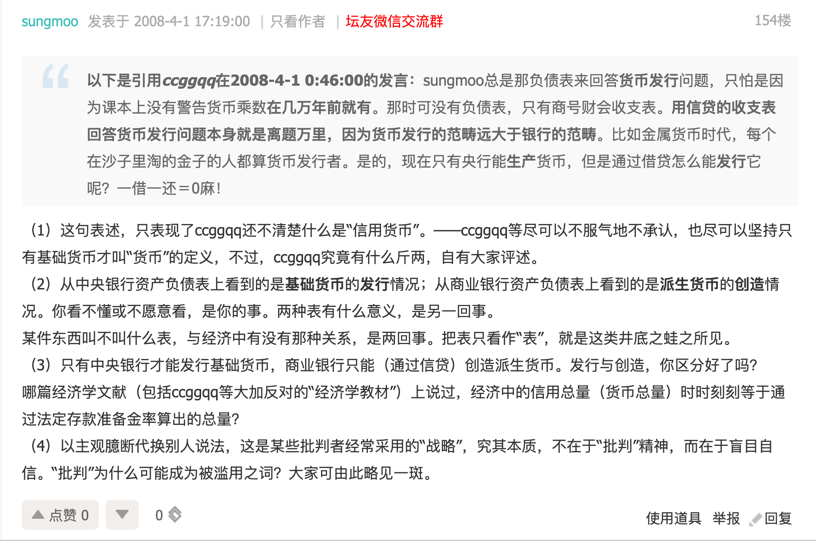 sungmoo 发表于 2008-4-1 17:19:00 | 只看作者 | 坛友微信交流群 154楼
以下是引用ccggqq在2008-4-1 0:46:00的发言：sungmoo总是那负债表来回答货币发行问题，只怕是因
为课本上没有警告货币乘数在几万年前就有。那时可没有负债表，只有商号财会收支表。用信贷的收支表
回答货币发行问题本身就是离题万里，因为货币发行的范畴远大于银行的范畴。比如金属货币时代，每个
在沙子里淘的金子的人都算货币发行者。是的，现在只有央行能生产货币，但是通过借贷怎么能发行它
呢？一借一还＝0麻！
（1）这句表述，只表现了ccggqq还不清楚什么是“信用货币”。——ccggqq等尽可以不服气地不承认，也尽可以坚持只
有基础货币才叫“货币”的定义，不过，ccggqq究竟有什么斤两，自有大家评述。
（2）从中央银行资产负债表上看到的是基础货币的发行情况；从商业银行资产负债表上看到的是派生货币的创造情
况。你看不懂或不愿意看，是你的事。两种表有什么意义，是另一回事。
某件东西叫不叫什么表，与经济中有没有那种关系，是两回事。把表只看作“表”，就是这类井底之蛙之所见。
（3）只有中央银行才能发行基础货币，商业银行只能（通过信贷）创造派生货币。发行与创造，你区分好了吗？
哪篇经济学文献（包括ccggqq等大加反对的“经济学教材”）上说过，经济中的信用总量（货币总量）时时刻刻等于通
过法定存款准备金率算出的总量？
（4）以主观臆断代换别人说法，这是某些批判者经常采用的“战略”，究其本质，不在于“批判”精神，而在于盲目自
信。“批判”为什么可能成为被滥用之词？大家可由此略见一斑。
点赞 0 0 使用道具 举报 回复